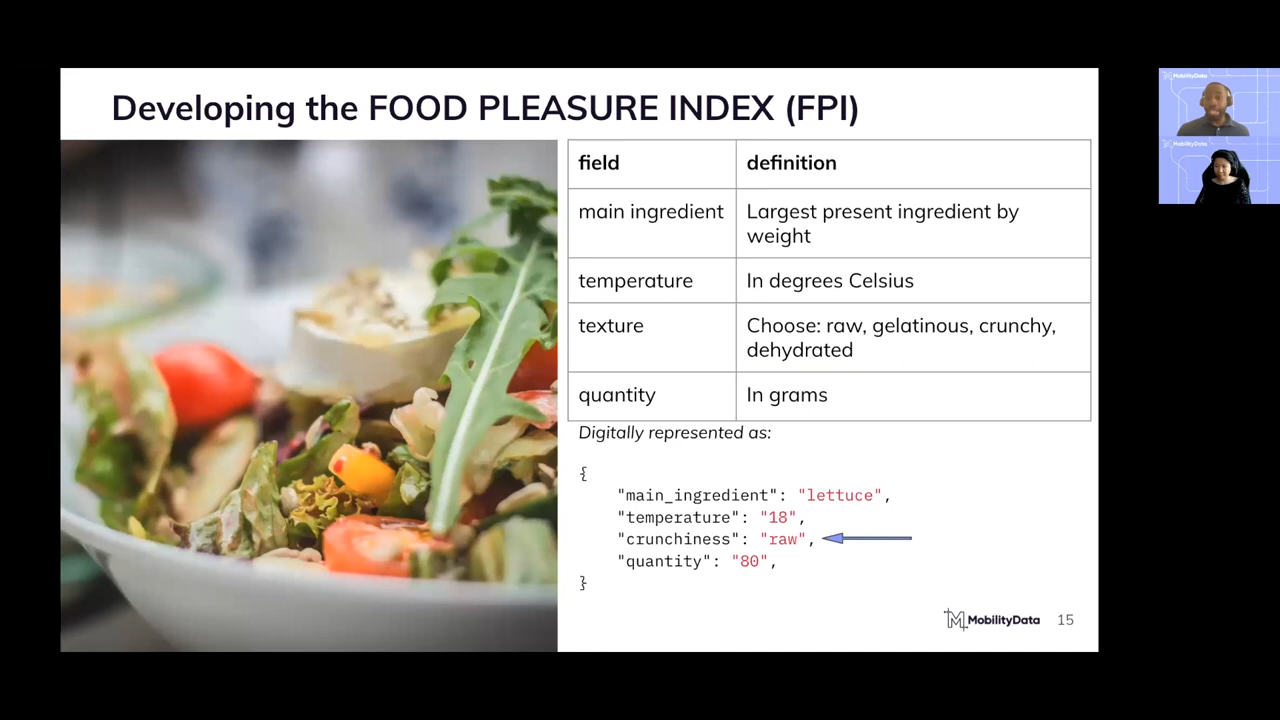 Developing the FOOD PLEASURE INDEX (FPI)
field
definition
main ingredient
Largest present ingredient by
weight
temperature
In degrees Celsius
texture
Choose: raw, gelatinous, crunchy,
dehydrated
quantity
In grams
Digitally represented as:
{
"main_ingredient": "lettuce",
"temperature": "18",
"crunchiness": "raw",
"quantity": "80",
}
MobilityData
15
MobilityData
MobilityData